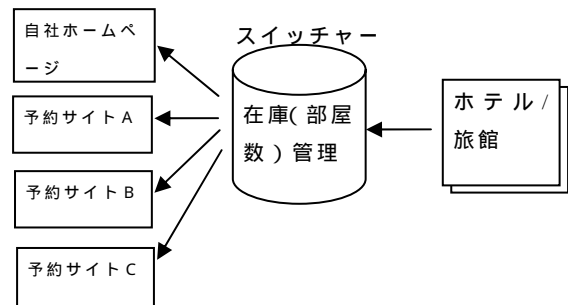 自社ホームペ
ージ
予約サイトA
予約サイトB
予約サイトC
スイッチャー
在庫(部屋
数)管理
ホテル/
旅館